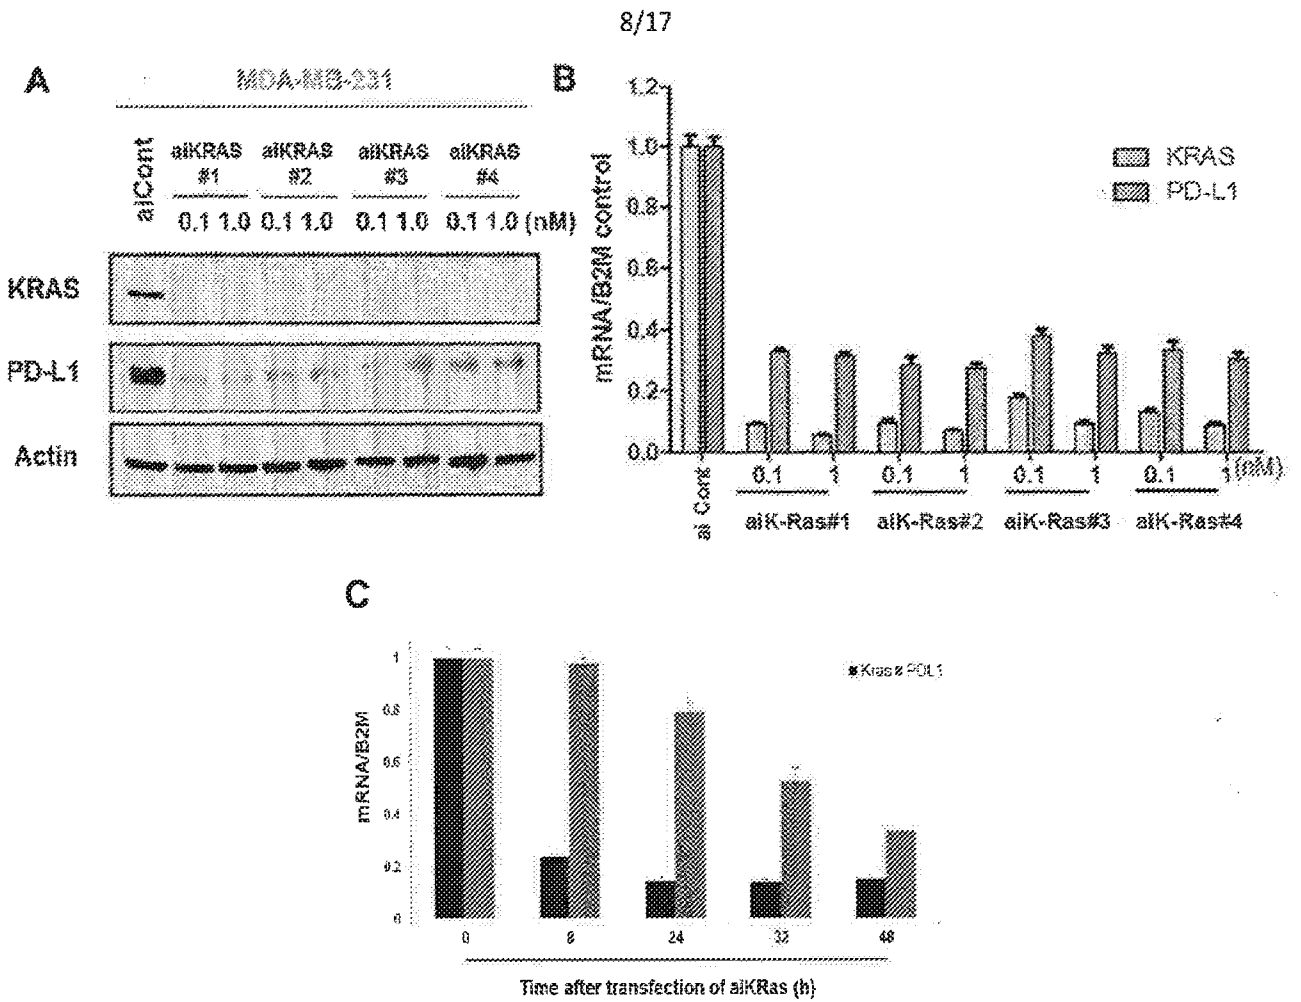 8/17
A
MDA-MB-231
aiCont
aiKRAS #1
aiKRAS #2
aiKRAS #3
aiKRAS #4
0.1 1.0 0.1 1.0 0.1 1.0 0.1 1.0 (nM)
KRAS
PD-L1
Actin
B
mRNA/B2M control
1.2
1.0
0.8
0.6
0.4
0.2
0.0
KRAS
PD-L1
ai Cont
0.1 1 0.1 1 0.1 1 0.1 1 (nM)
aiK-Ras#1 aiK-Ras#2 aiK-Ras#3 aiK-Ras#4
C
mRNA/B2M
1
0.8
0.6
0.4
0.2
0
Kras PDL1
0 8 24 32 48
Time after transfection of aiKRas (h)